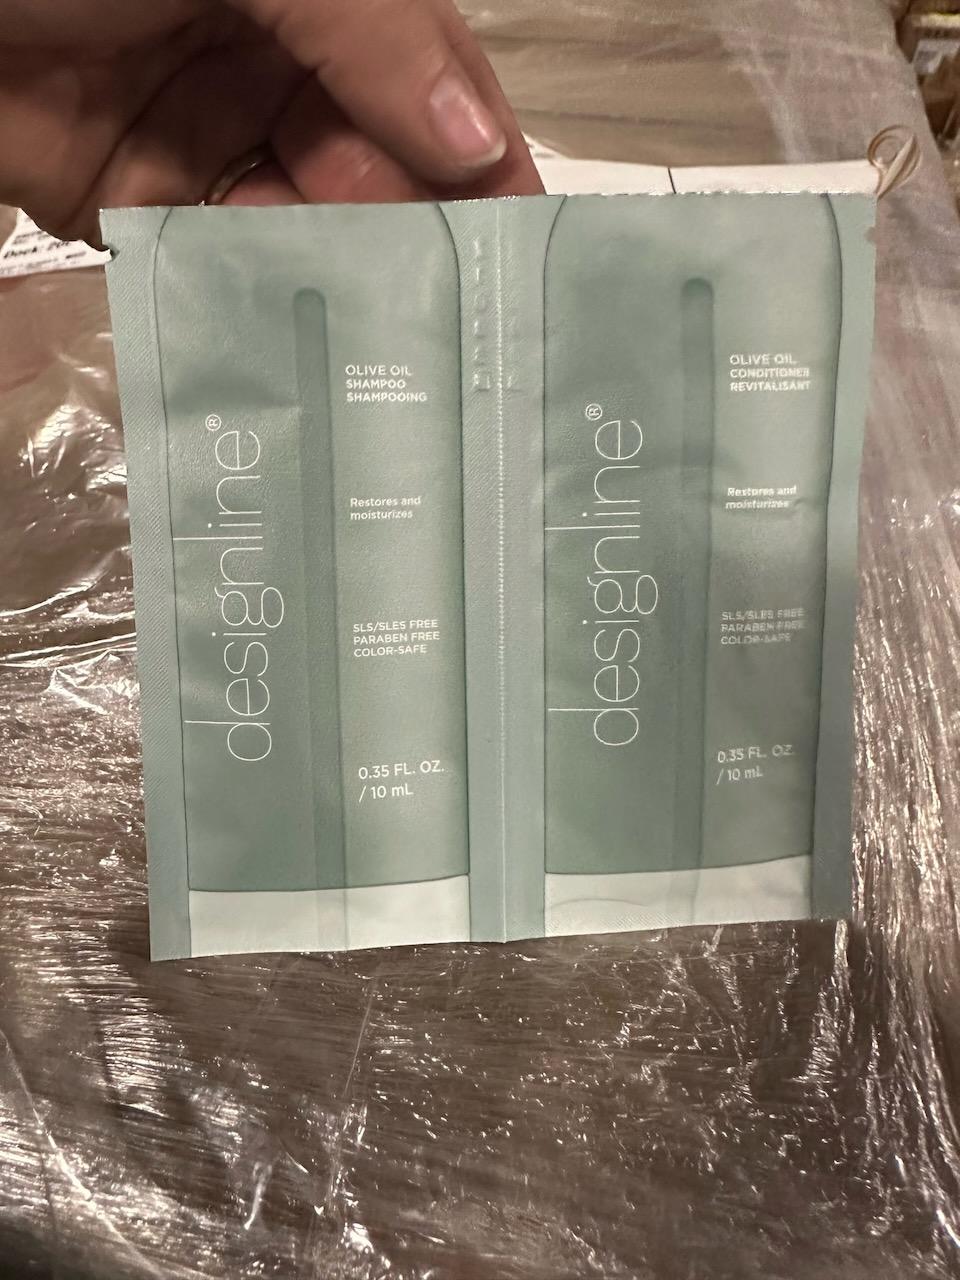 designline®
OLIVE OIL
SHAMPOO
SHAMPOOING
Restores and
moisturizes
SLS/SLES FREE
PARABEN FREE
COLOR-SAFE
0.35 FL. OZ.
/ 10 mL
designline®
OLIVE OIL
CONDITIONER
REVITALISANT
Restores and
moisturizes
SLS/SLES FREE
PARABEN FREE
COLOR-SAFE
0.35 FL. OZ.
/ 10 mL